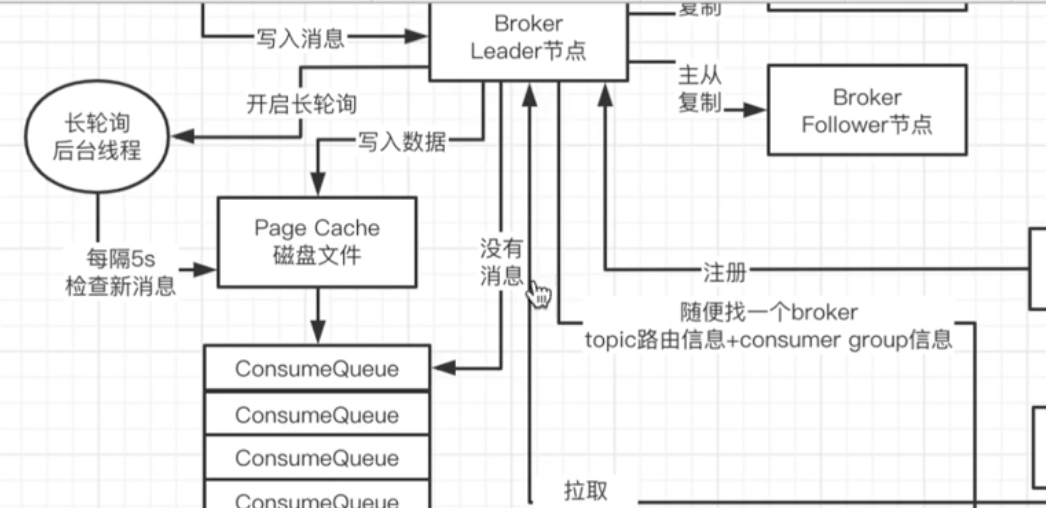 复制
Broker
Leader节点
写入消息
主从
复制
Broker
Follower节点
开启长轮询
长轮询
后台线程
写入数据
Page Cache
磁盘文件
每隔5s
检查新消息
没有
消息
注册
随便找一个broker
topic路由信息+consumer group信息
ConsumeQueue
ConsumeQueue
ConsumeQueue
ConsumeQueue
拉取